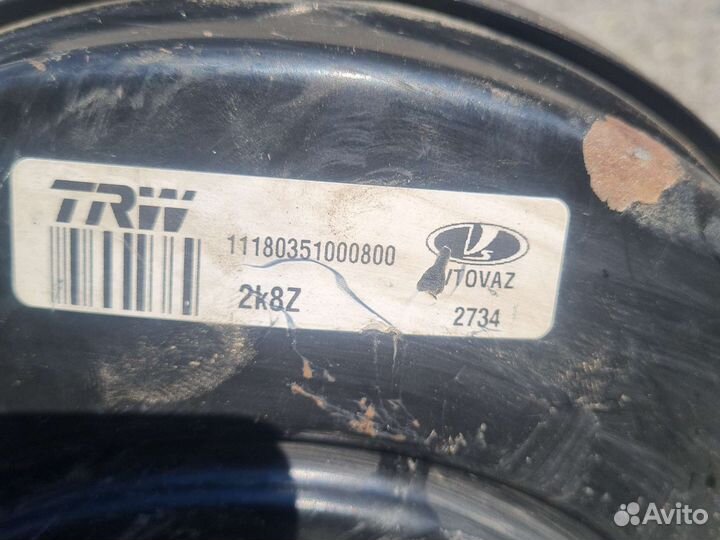 TRW
11180351000800
2k8Z
VTOVAZ
2734
Avito